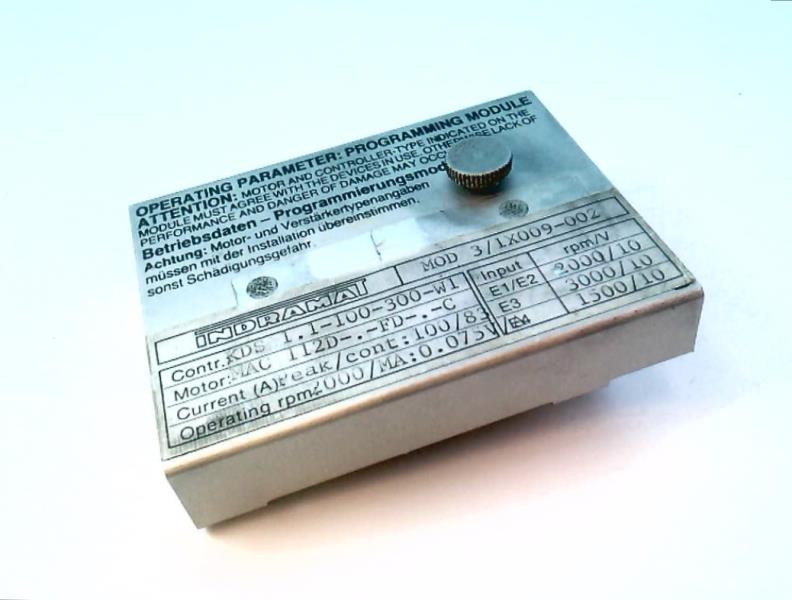 OPERATING PARAMETER: PROGRAMMING MODULE
ATTENTION: MOTOR AND CONTROLLER-TYPE INDICATED ON THE
MODULE MUST AGREE WITH THE DEVICES IN USE, OTHERWISE LACK OF
PERFORMANCE AND DANGER OF DAMAGE MAY
Betriebsdaten – Programmierungsmod
Achtung: Motor- und Verstärkertypenangaben
müssen mit der Installation übereinstimmen,
sonst Schädigungsgefahr.
INDRAMAT MOD 3/1X009-002
Contr.: KDS 1.1-100-300-W1
Motor: MAC 112D-.-FD-.-C
Current (A) Peak/cont: 100/83
Operating rpm: 2000/MA: 0.075V/
Input rpm/V
E1/E2 2000/10
E3 3000/10
E4 1500/10